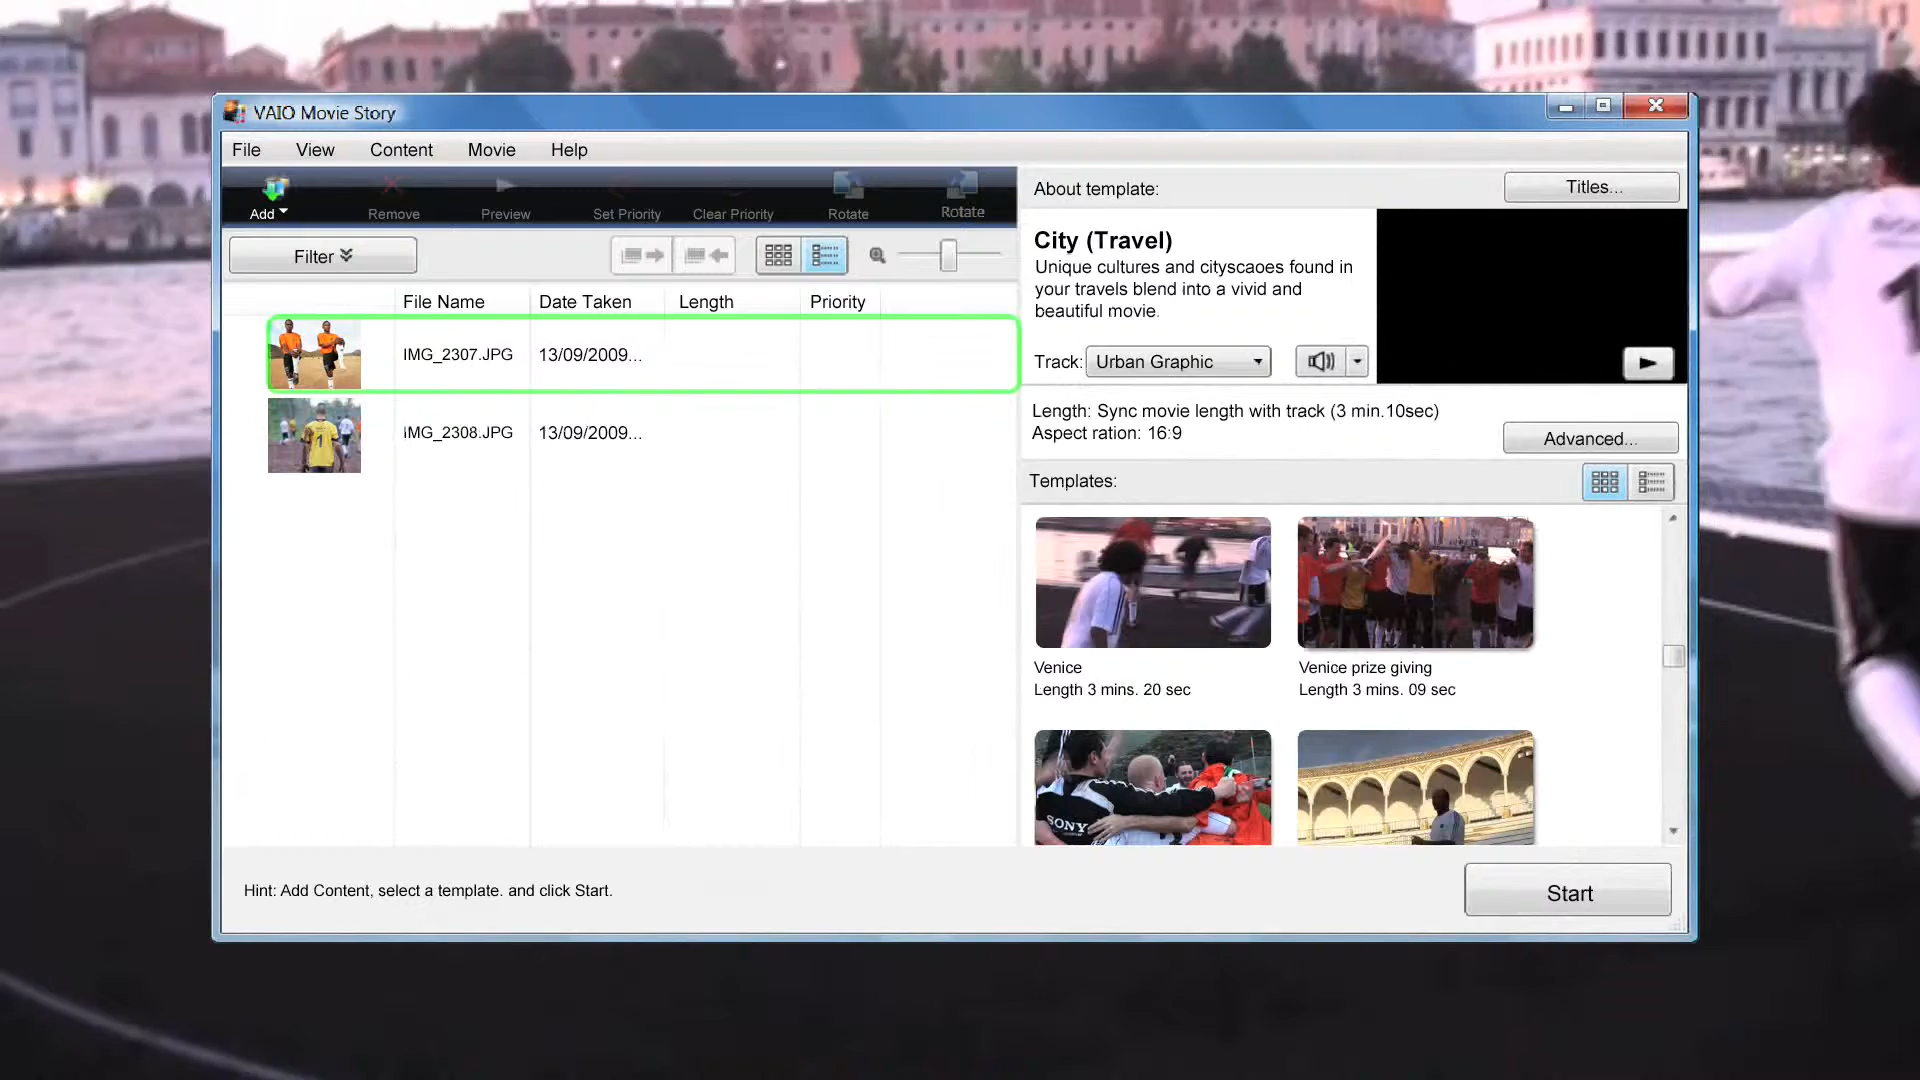 VAIO Movie Story
File View Content Movie Help
Add Remove Preview Set Priority Clear Priority Rotate Rotate
Filter
File Name Date Taken Length Priority
IMG_2307.JPG 13/09/2009...
IMG_2308.JPG 13/09/2009...
About template: Titles...
City (Travel)
Unique cultures and cityscaoes found in
your travels blend into a vivid and
beautiful movie.
Track: Urban Graphic
Length: Sync movie length with track (3 min.10sec)
Aspect ration: 16:9
Advanced...
Templates:
Venice
Length 3 mins. 20 sec
Venice prize giving
Length 3 mins. 09 sec
SONY
Hint: Add Content, select a template. and click Start.
Start